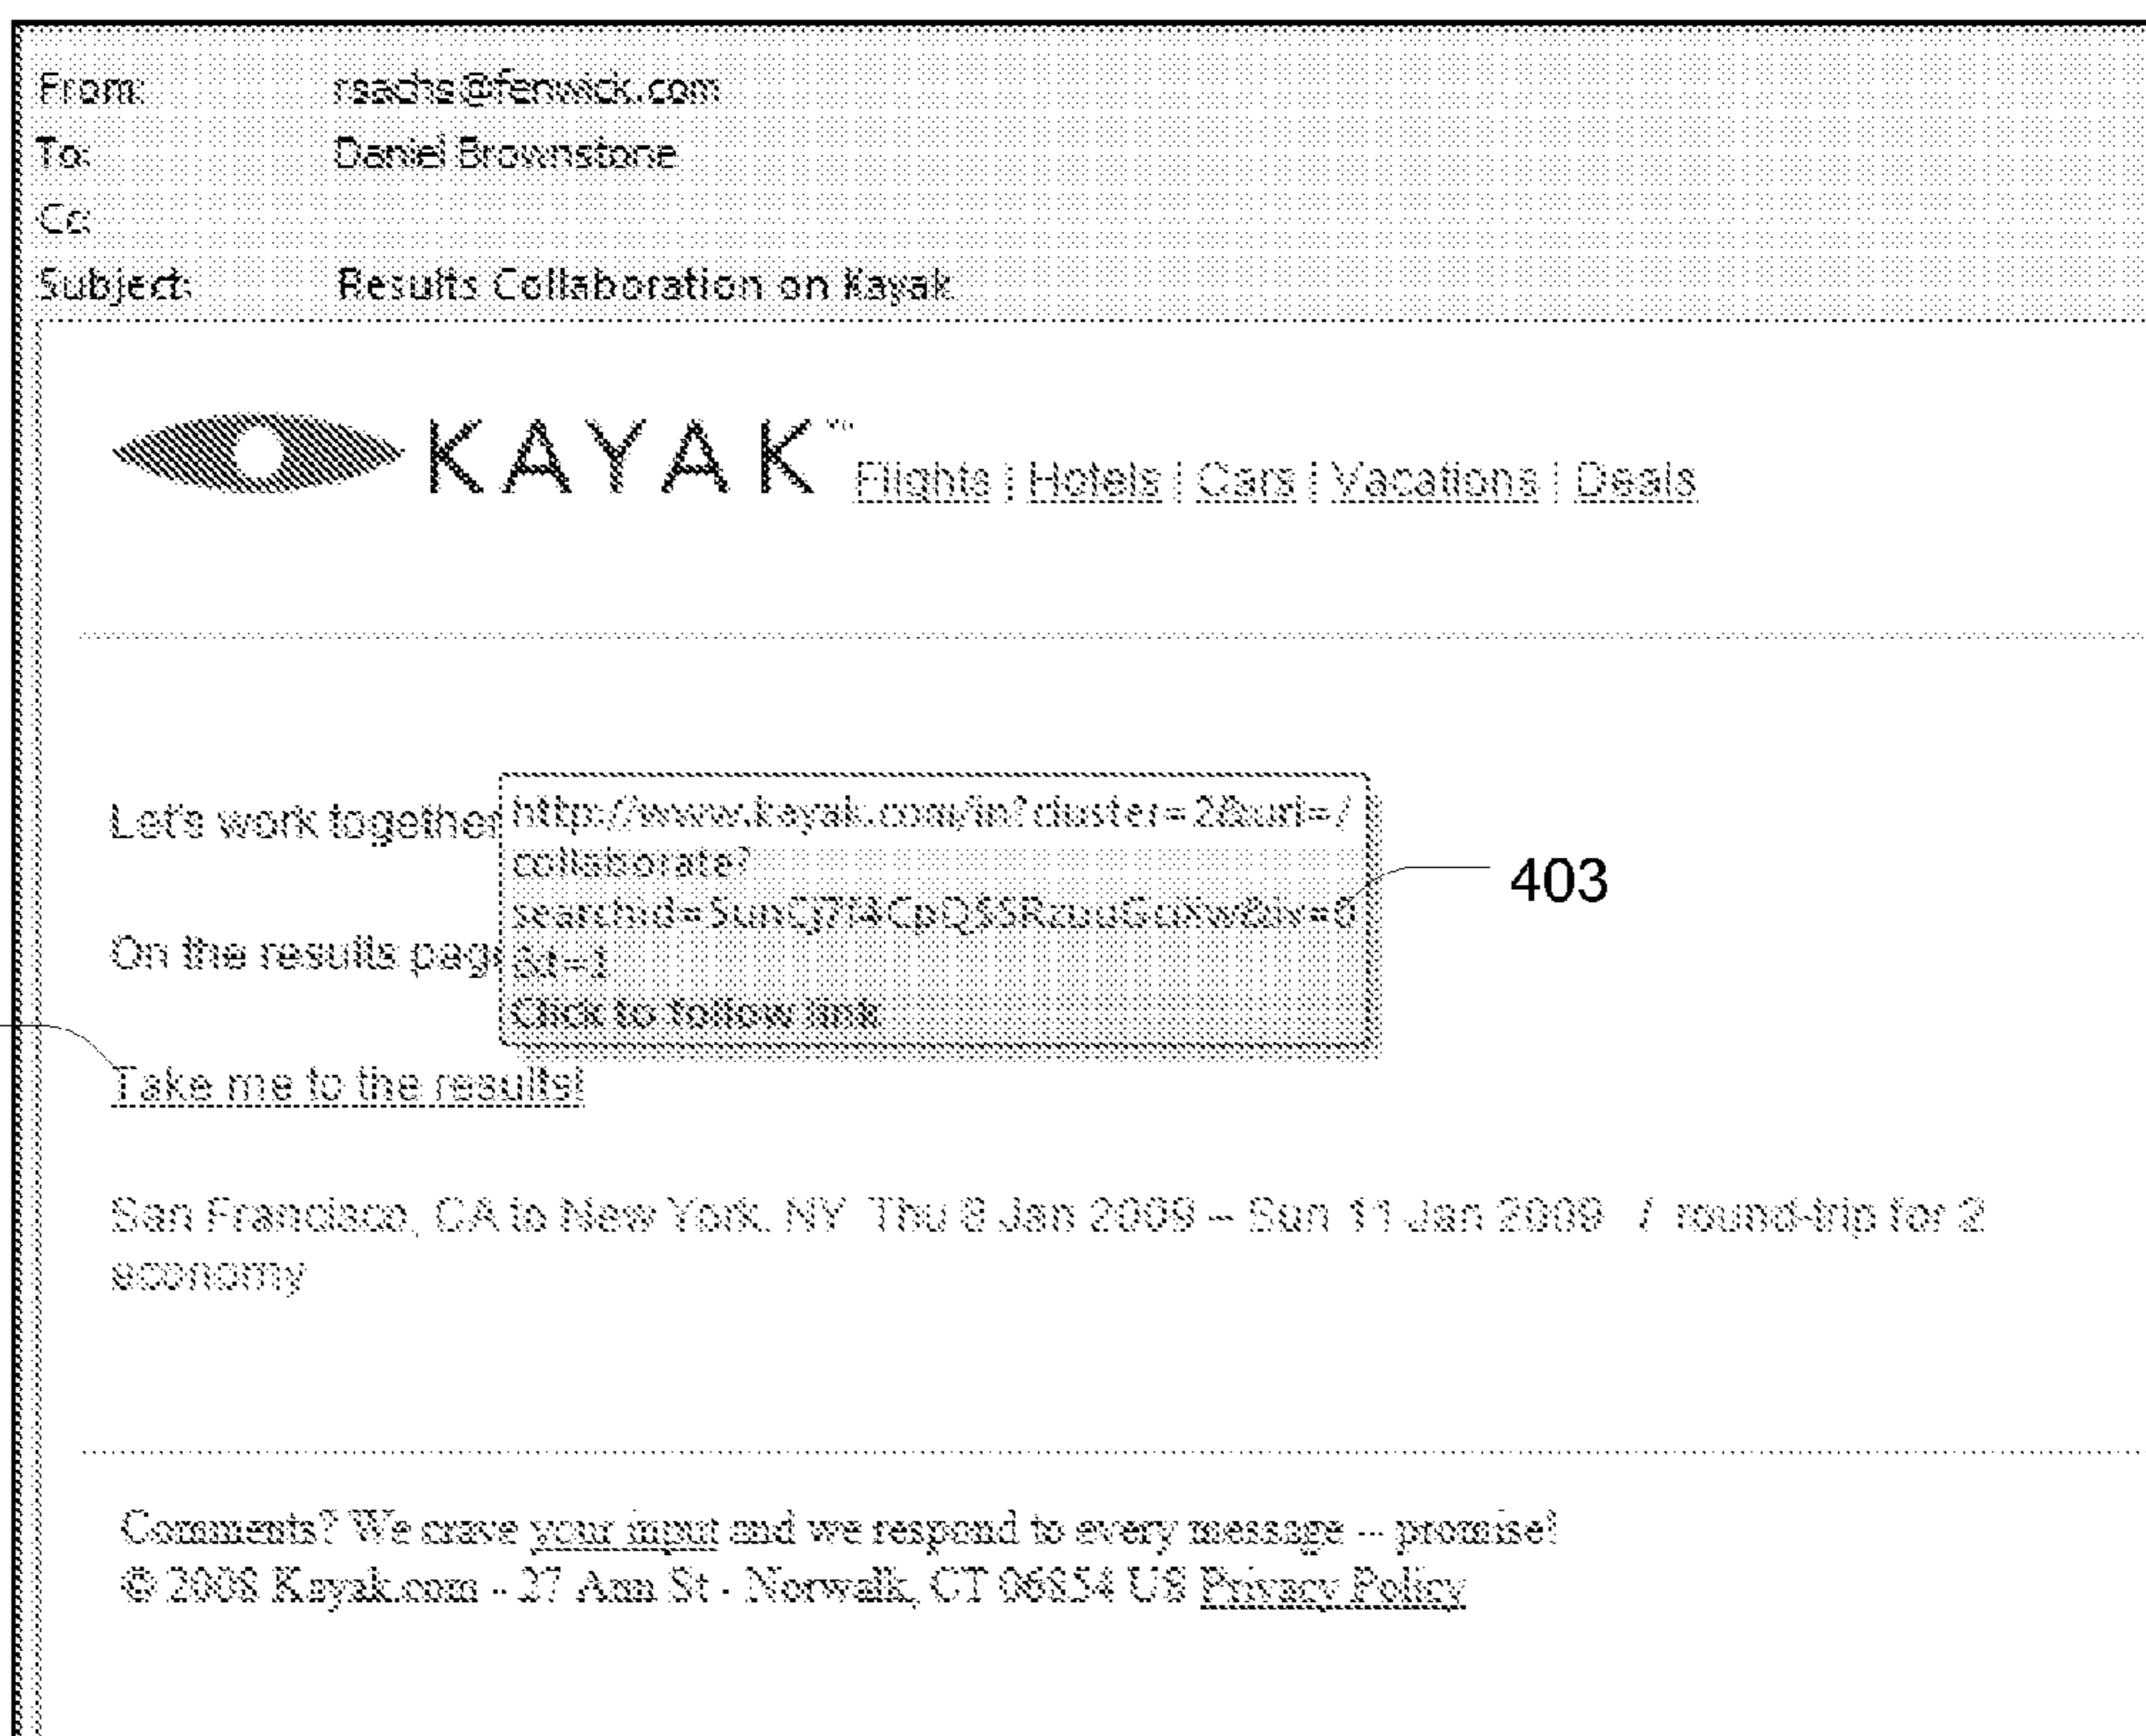 From: rsachs@fenwick.com
To: Daniel Brownstone
Cc:
Subject: Results Collaboration on Kayak
KAYAK™ Flights | Hotels | Cars | Vacations | Deals
Let's work together
http://www.kayak.com/in?cluster=2&url=/
collaborate?
403
On the results page
&t=1
Click to follow link
Take me to the results!
San Francisco, CA to New York, NY Thu 8 Jan 2009 – Sun 11 Jan 2009 / round-trip for 2
economy
Comments? We crave your input and we respond to every message -- promise!
© 2008 Kayak.com - 27 Ann St - Norwalk, CT 06854 US Privacy Policy